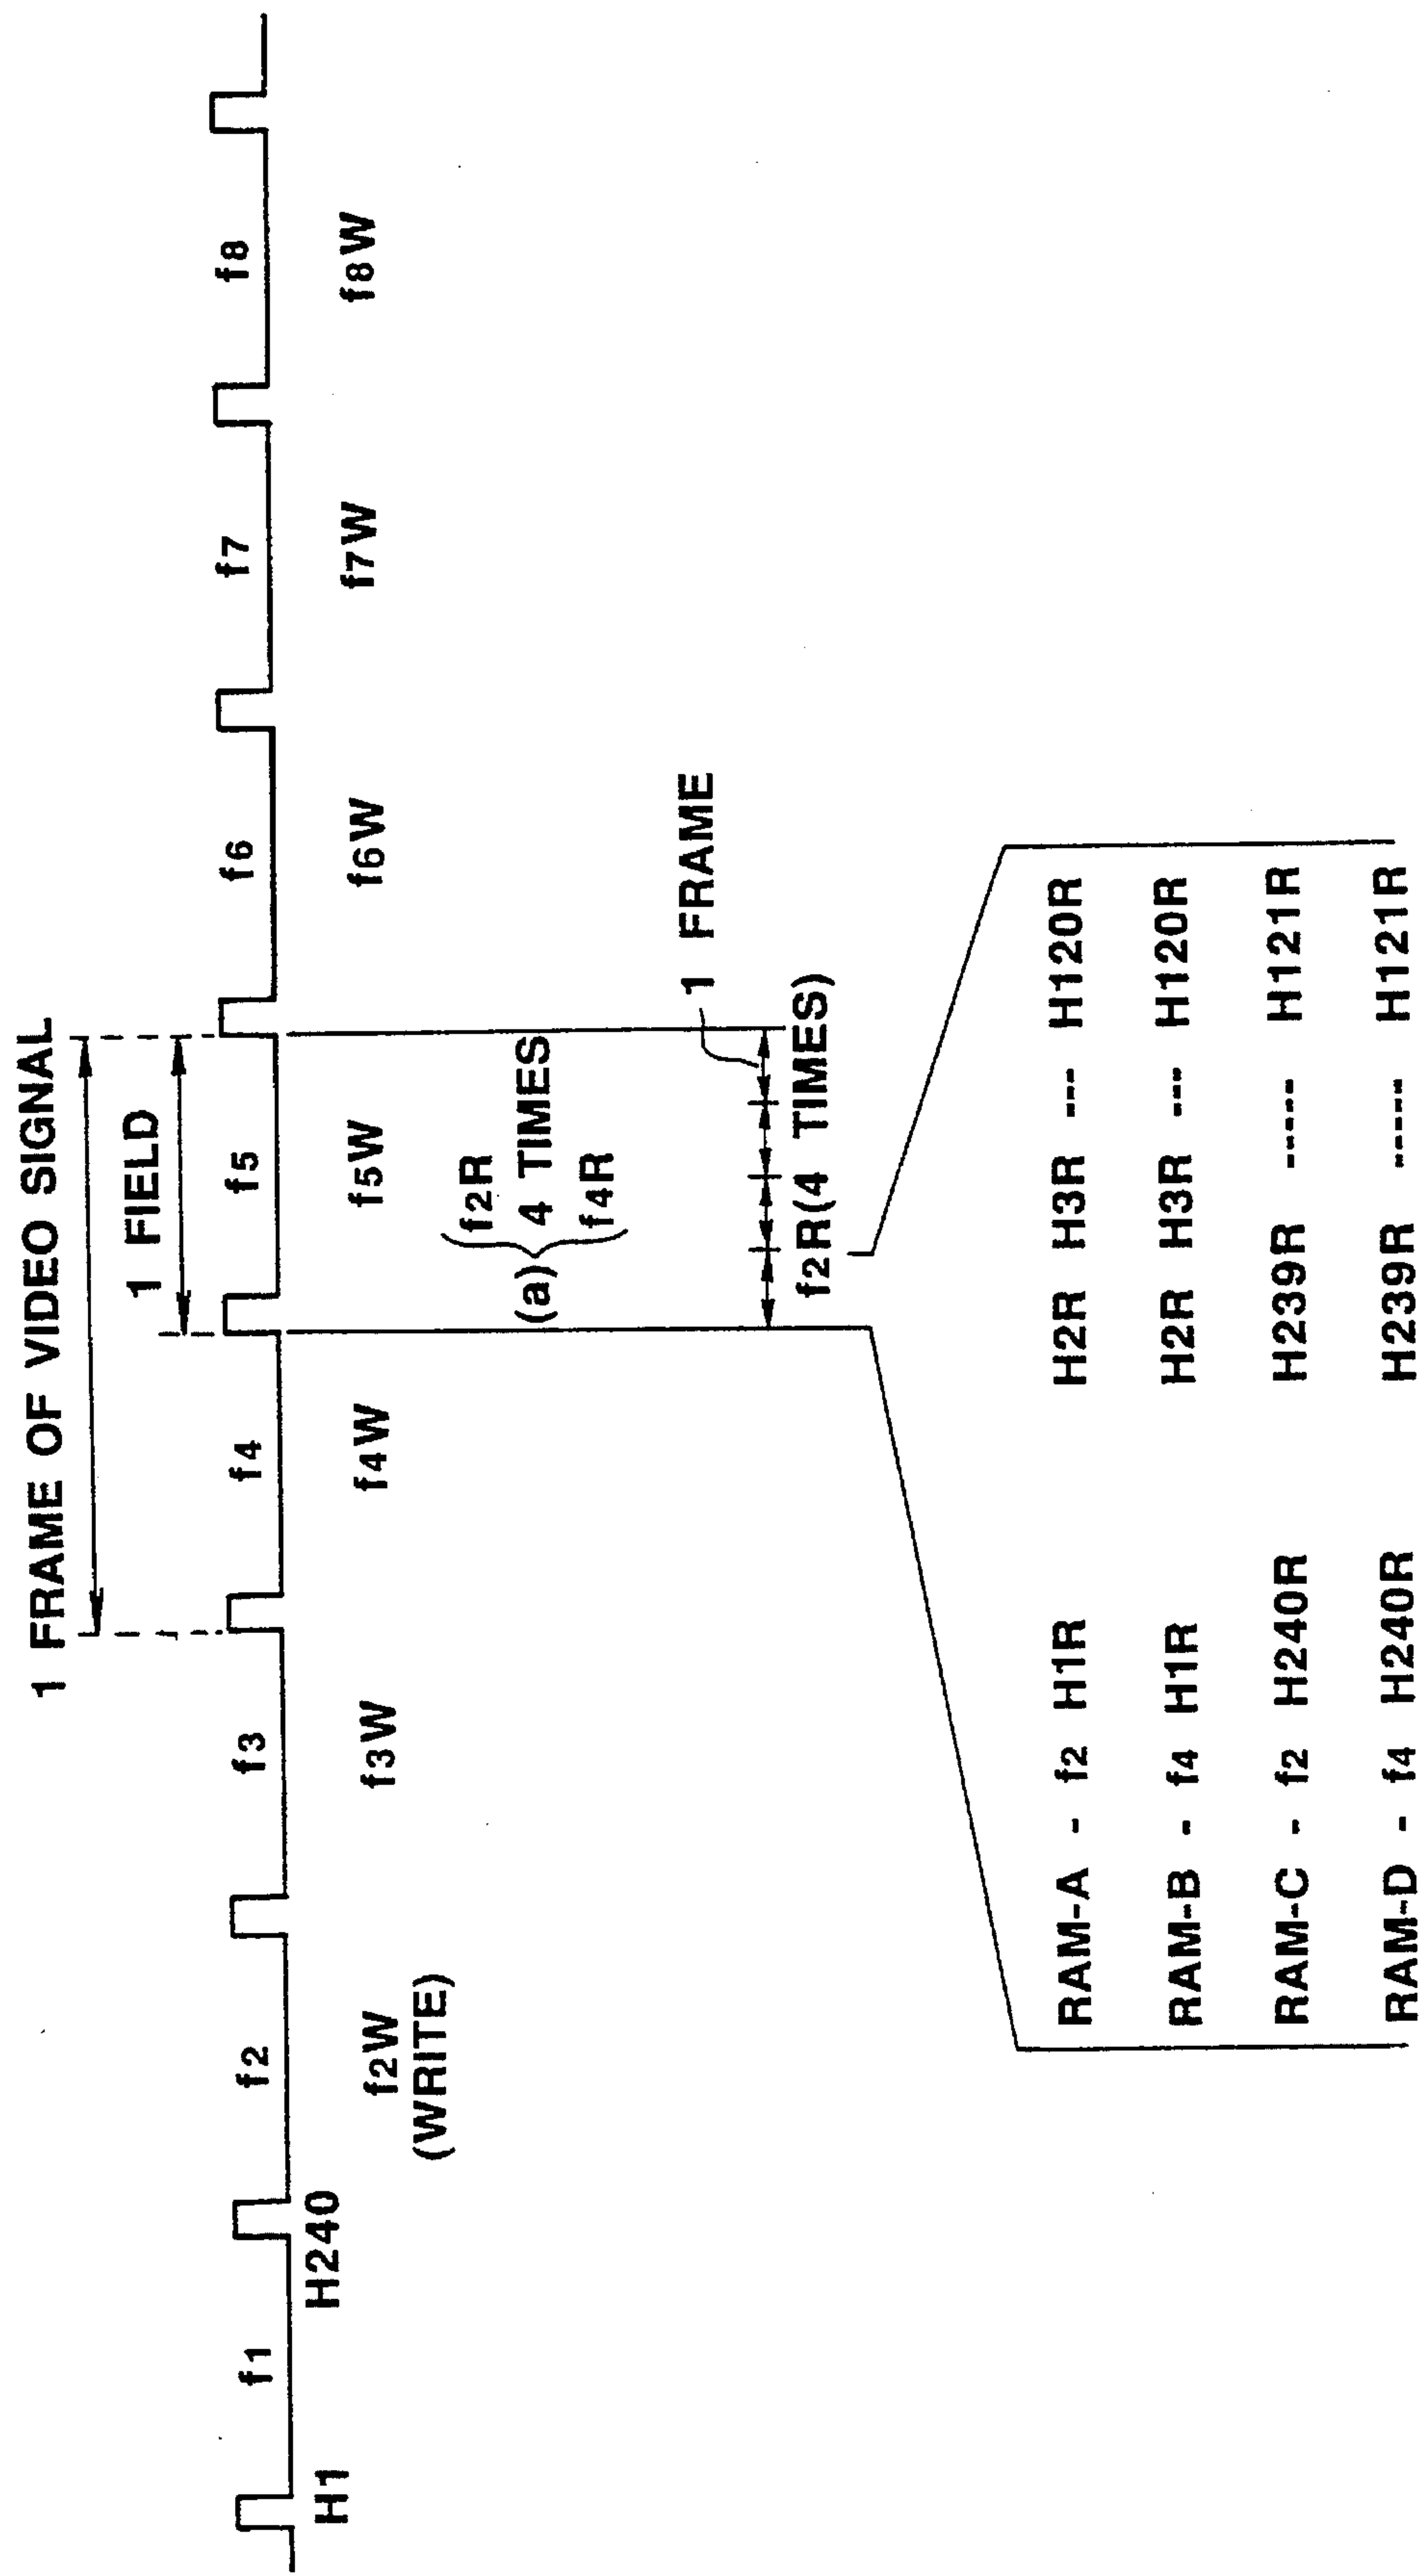 1 FRAME OF VIDEO SIGNAL
1 FIELD
f1 f2 f3 f4 f5 f6 f7 f8
H1 H240
f2W f3W f4W f5W f6W f7W f8W
(WRITE)
f2R
(a) 4 TIMES
f4R
1 FRAME
f2R(4 TIMES)
RAM-A - f2 H1R H2R H3R --- H120R
RAM-B - f4 H1R H2R H3R --- H120R
RAM-C - f2 H240R H239R ----- H121R
RAM-D - f4 H240R H239R ----- H121R